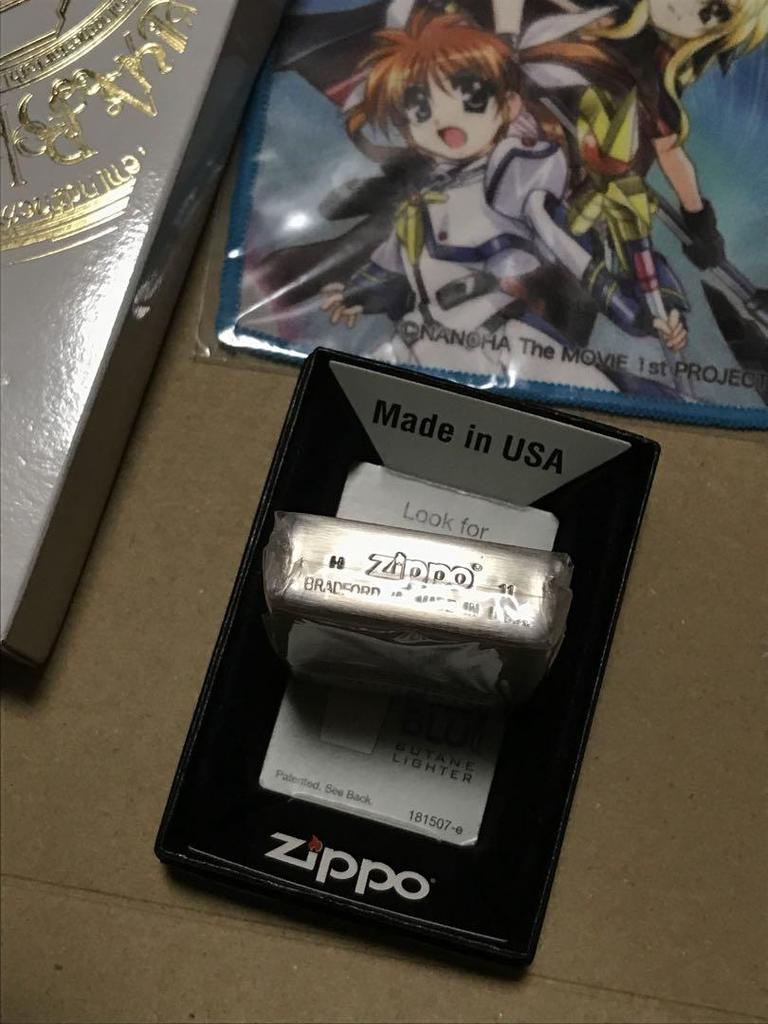 ©NANOHA The MOVIE 1st PROJECT
Made in USA
Look for
H zippo 11
BRADFORD
BLU
BUTANE
LIGHTER
Patented. See Back.
181507-e
zippo